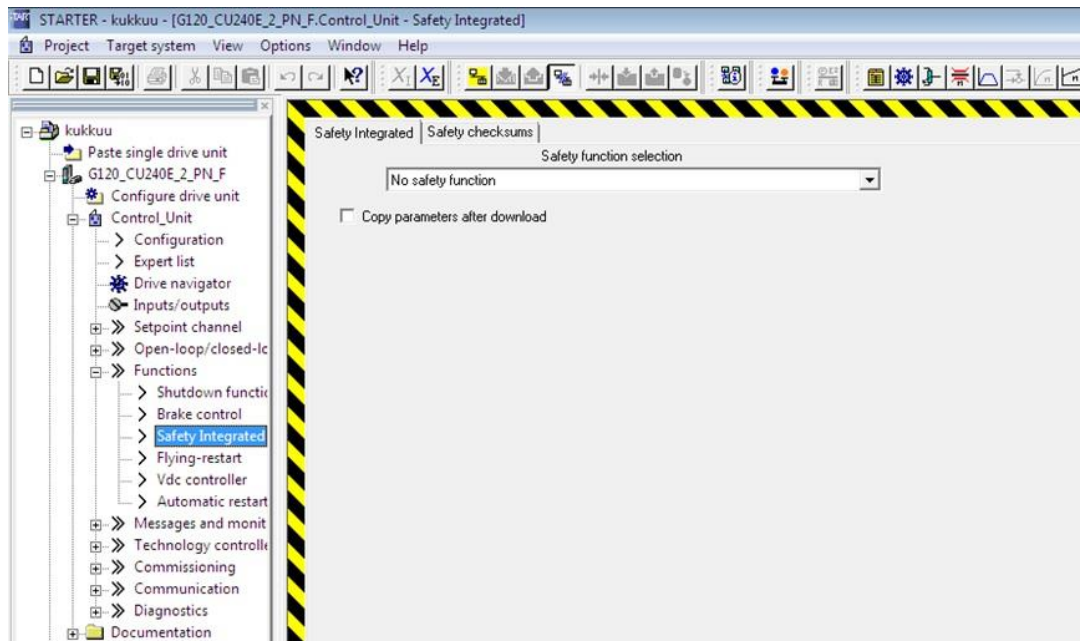 STARTER - kukkuu - [G120_CU240E_2_PN_F.Control_Unit - Safety Integrated]
Project Target system View Options Window Help
kukkuu
Paste single drive unit
G120_CU240E_2_PN_F
Configure drive unit
Control_Unit
Configuration
Expert list
Drive navigator
Inputs/outputs
Setpoint channel
Open-loop/closed-lc
Functions
Shutdown functic
Brake control
Safety Integrated
Flying-restart
Vdc controller
Automatic restart
Messages and monit
Technology controlle
Commissioning
Communication
Diagnostics
Documentation
Safety Integrated Safety checksums
Safety function selection
No safety function
Copy parameters after download